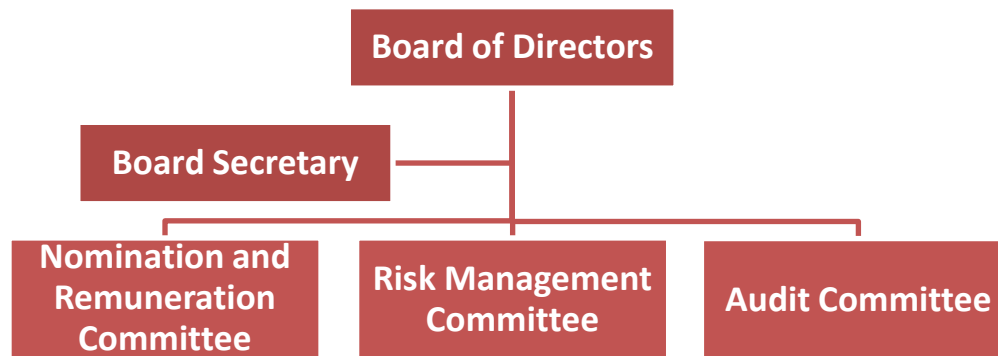 Board of Directors
Board Secretary
Nomination and
Remuneration
Committee
Risk Management
Committee
Audit Committee